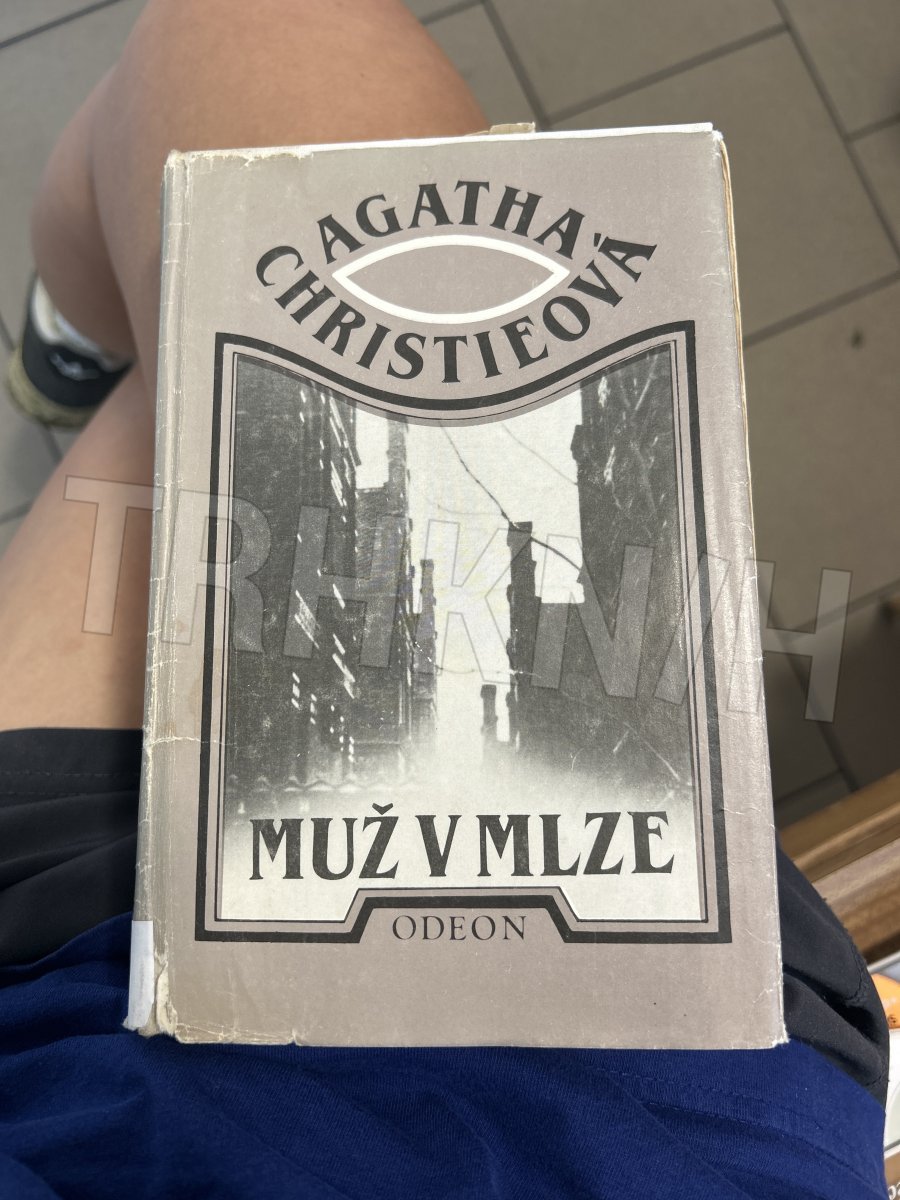 AGATHA
CHRISTIEOVÁ
MUŽ V MLZE
ODEON
TRHKNIH